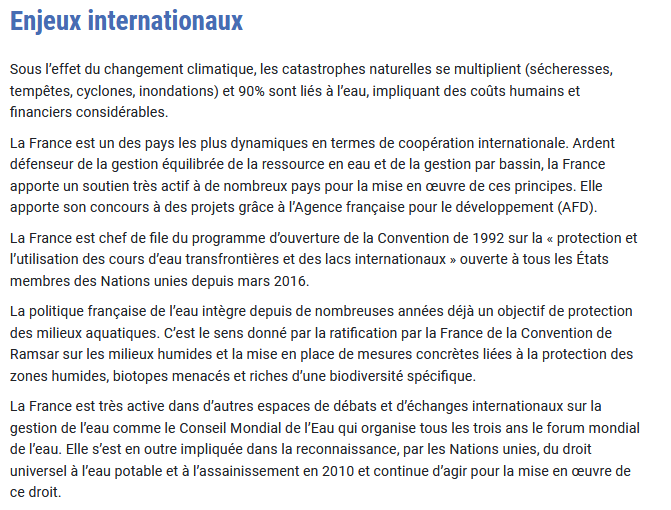 Enjeux internationaux
Sous l’effet du changement climatique, les catastrophes naturelles se multiplient (sécheresses,
tempêtes, cyclones, inondations) et 90% sont liés à l’eau, impliquant des coûts humains et
financiers considérables.
La France est un des pays les plus dynamiques en termes de coopération internationale. Ardent
défenseur de la gestion équilibrée de la ressource en eau et de la gestion par bassin, la France
apporte un soutien très actif à de nombreux pays pour la mise en œuvre de ces principes. Elle
apporte son concours à des projets grâce à l’Agence française pour le développement (AFD).
La France est chef de file du programme d’ouverture de la Convention de 1992 sur la « protection et
l’utilisation des cours d’eau transfrontières et des lacs internationaux » ouverte à tous les États
membres des Nations unies depuis mars 2016.
La politique française de l’eau intègre depuis de nombreuses années déjà un objectif de protection
des milieux aquatiques. C’est le sens donné par la ratification par la France de la Convention de
Ramsar sur les milieux humides et la mise en place de mesures concrètes liées à la protection des
zones humides, biotopes menacés et riches d’une biodiversité spécifique.
La France est très active dans d’autres espaces de débats et d’échanges internationaux sur la
gestion de l’eau comme le Conseil Mondial de l’Eau qui organise tous les trois ans le forum mondial
de l’eau. Elle s’est en outre impliquée dans la reconnaissance, par les Nations unies, du droit
universel à l’eau potable et à l’assainissement en 2010 et continue d’agir pour la mise en œuvre de
ce droit.